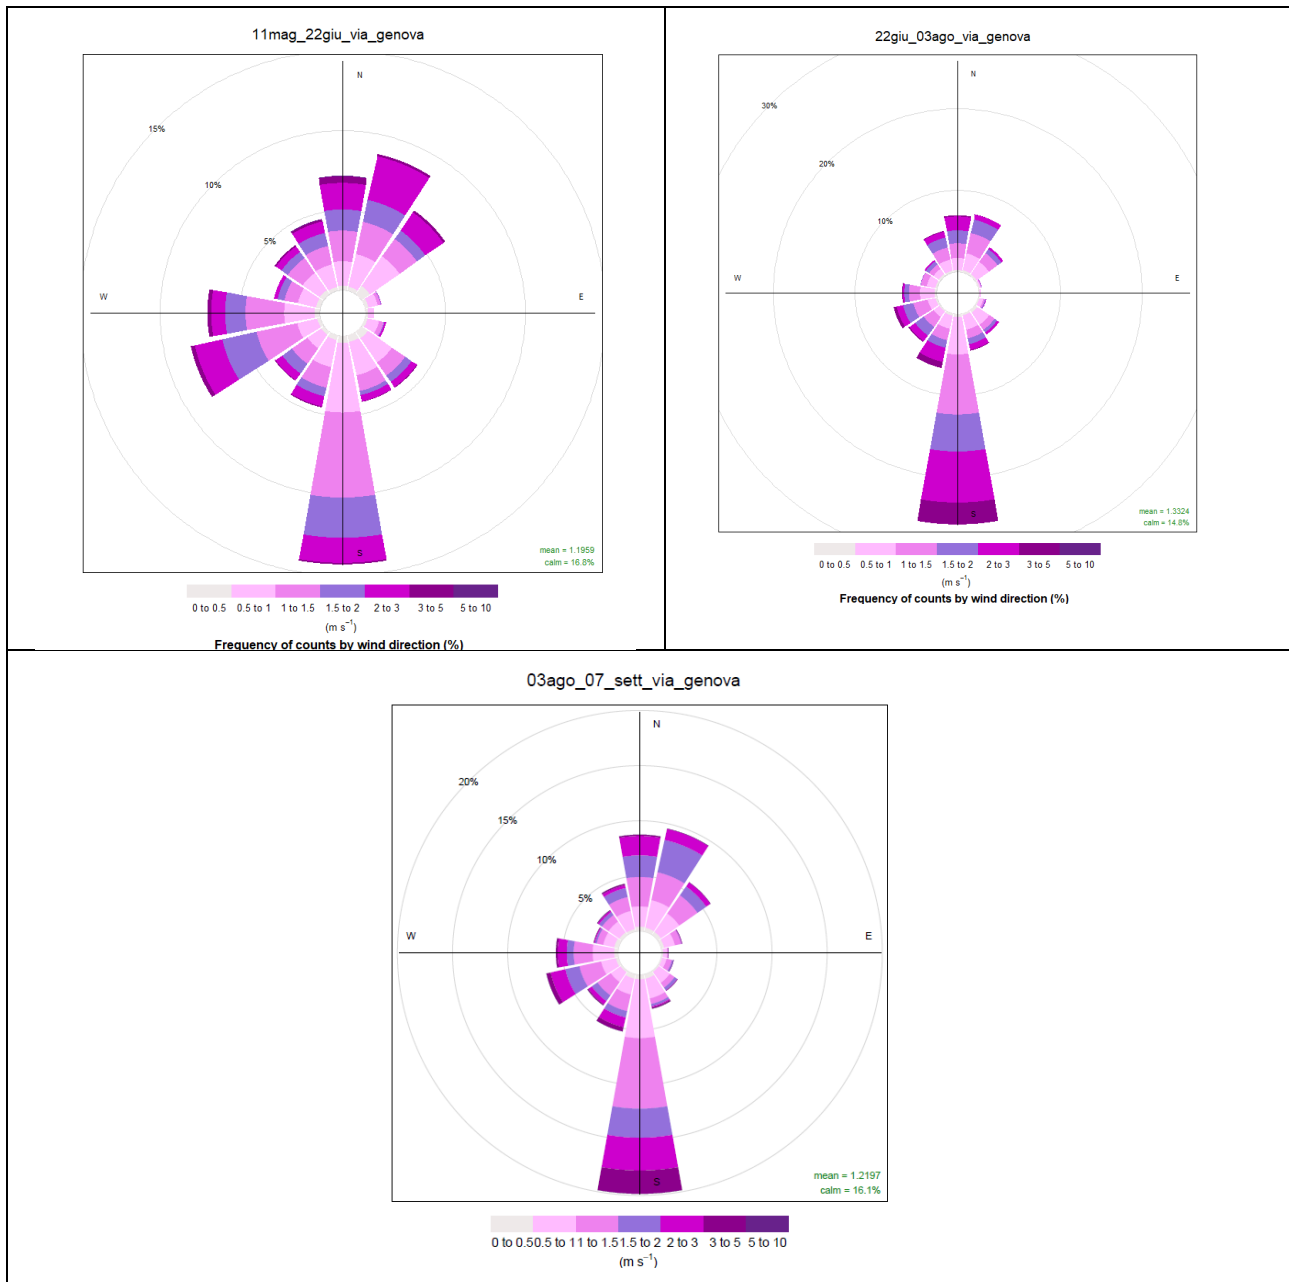 11mag_22giu_via_genova
N
15%
10%
5%
W
E
S
mean = 1.1959
calm = 16.8%
0 to 0.5 0.5 to 1 1 to 1.5 1.5 to 2 2 to 3 3 to 5 5 to 10
(m s⁻¹)
Frequency of counts by wind direction (%)
22giu_03ago_via_genova
N
30%
20%
10%
W
E
S
mean = 1.3324
calm = 14.8%
0 to 0.5 0.5 to 1 1 to 1.5 1.5 to 2 2 to 3 3 to 5 5 to 10
(m s⁻¹)
Frequency of counts by wind direction (%)
03ago_07_sett_via_genova
N
20%
15%
10%
5%
W
E
S
mean = 1.2197
calm = 16.1%
0 to 0.5 0.5 to 1 1 to 1.5 1.5 to 2 2 to 3 3 to 5 5 to 10
(m s⁻¹)